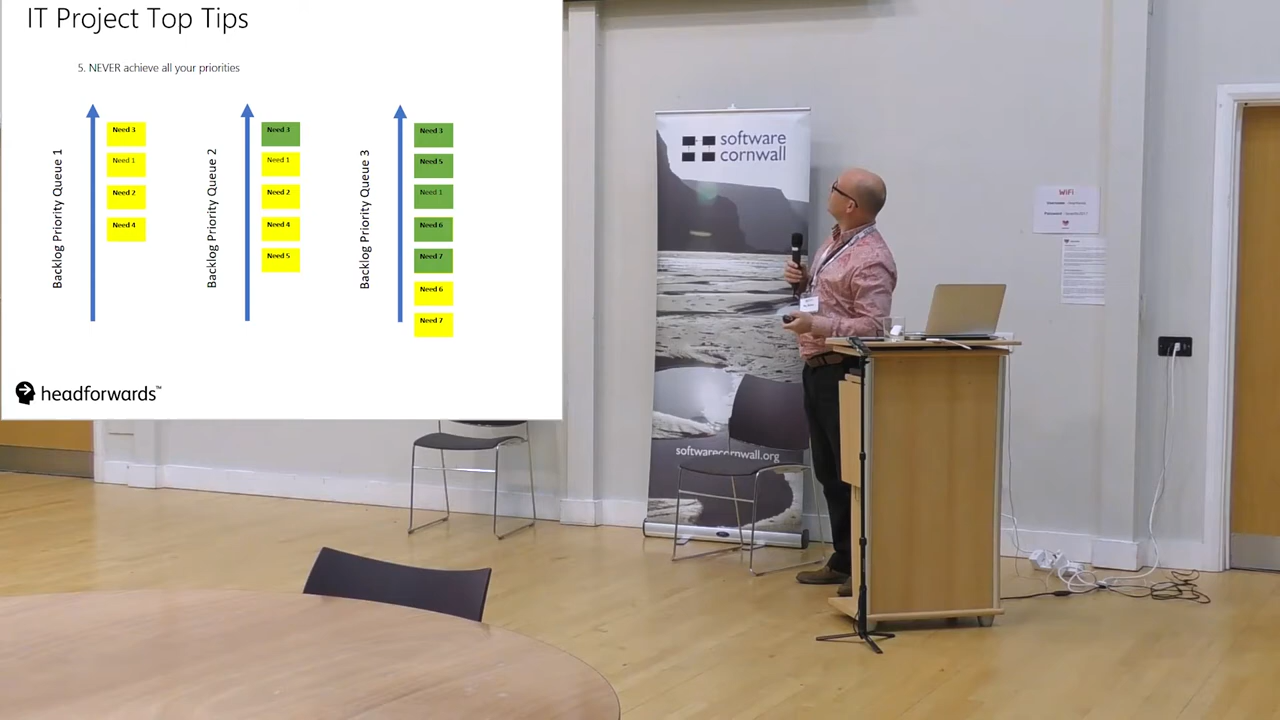 IT Project Top Tips
5. NEVER achieve all your priorities
Backlog Priority Queue 1
Need 3
Need 1
Need 2
Need 4
Backlog Priority Queue 2
Need 3
Need 1
Need 2
Need 4
Need 5
Backlog Priority Queue 3
Need 3
Need 5
Need 1
Need 6
Need 7
Need 6
Need 7
headforwards™
software
cornwall
softwarecornwall.org
WiFi